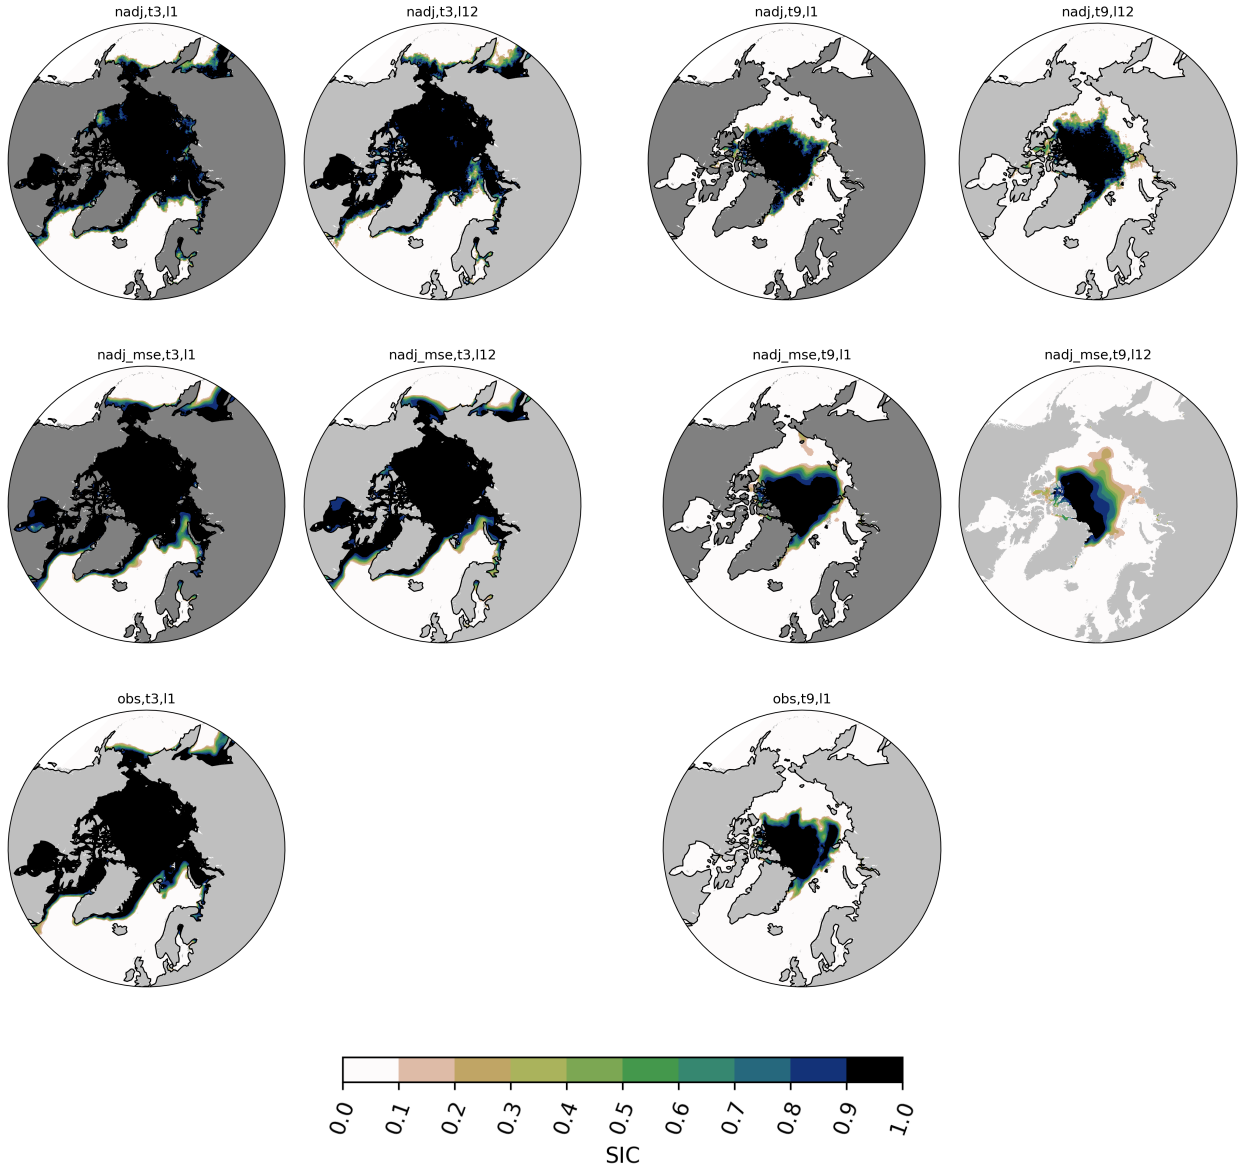 nadj,t3,l1
nadj,t3,l12
nadj,t9,l1
nadj,t9,l12
nadj_mse,t3,l1
nadj_mse,t3,l12
nadj_mse,t9,l1
nadj_mse,t9,l12
obs,t3,l1
obs,t9,l1
0.0 0.1 0.2 0.3 0.4 0.5 0.6 0.7 0.8 0.9 1.0
SIC